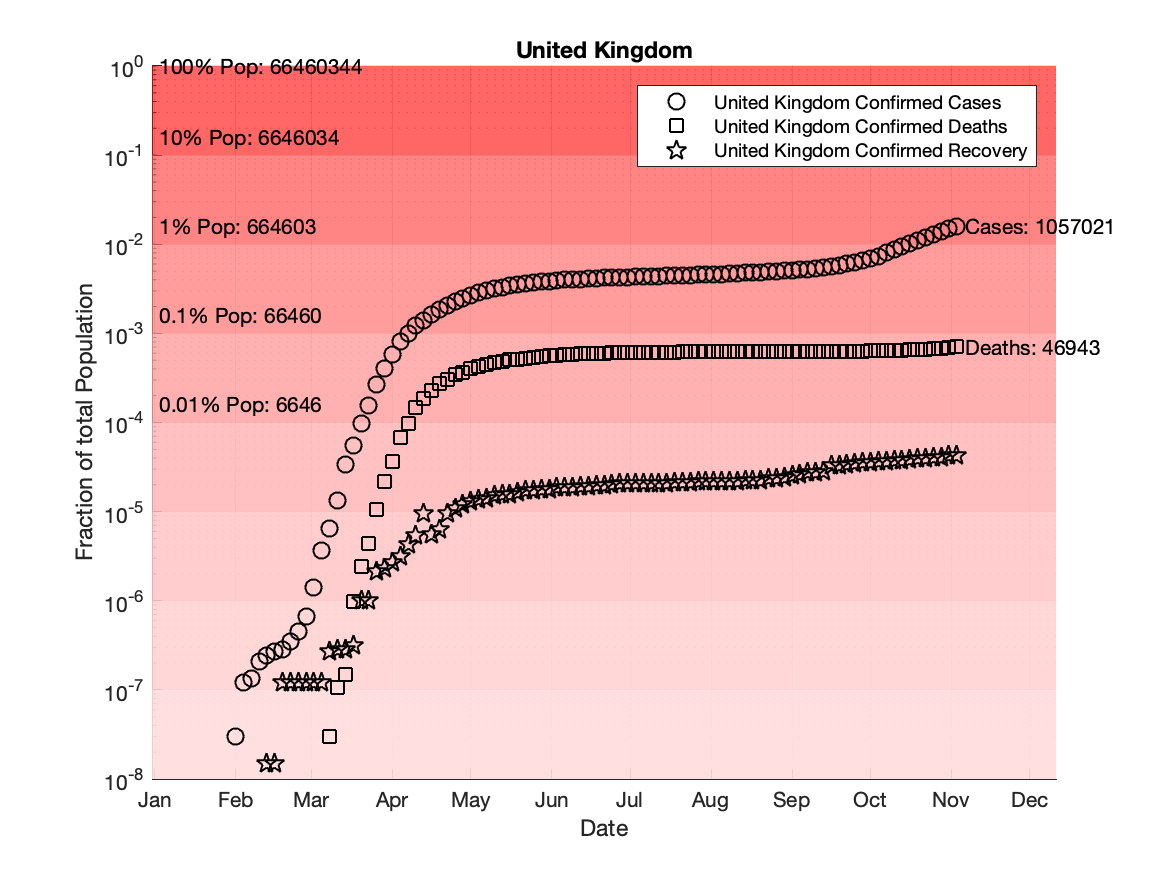 United Kingdom
10^0
100% Pop: 66460344
United Kingdom Confirmed Cases
United Kingdom Confirmed Deaths
United Kingdom Confirmed Recovery
10% Pop: 6646034
10^-1
1% Pop: 664603
Cases: 1057021
10^-2
0.1% Pop: 66460
10^-3
Deaths: 46943
0.01% Pop: 6646
10^-4
10^-5
10^-6
10^-7
10^-8
Fraction of total Population
Jan Feb Mar Apr May Jun Jul Aug Sep Oct Nov Dec
Date